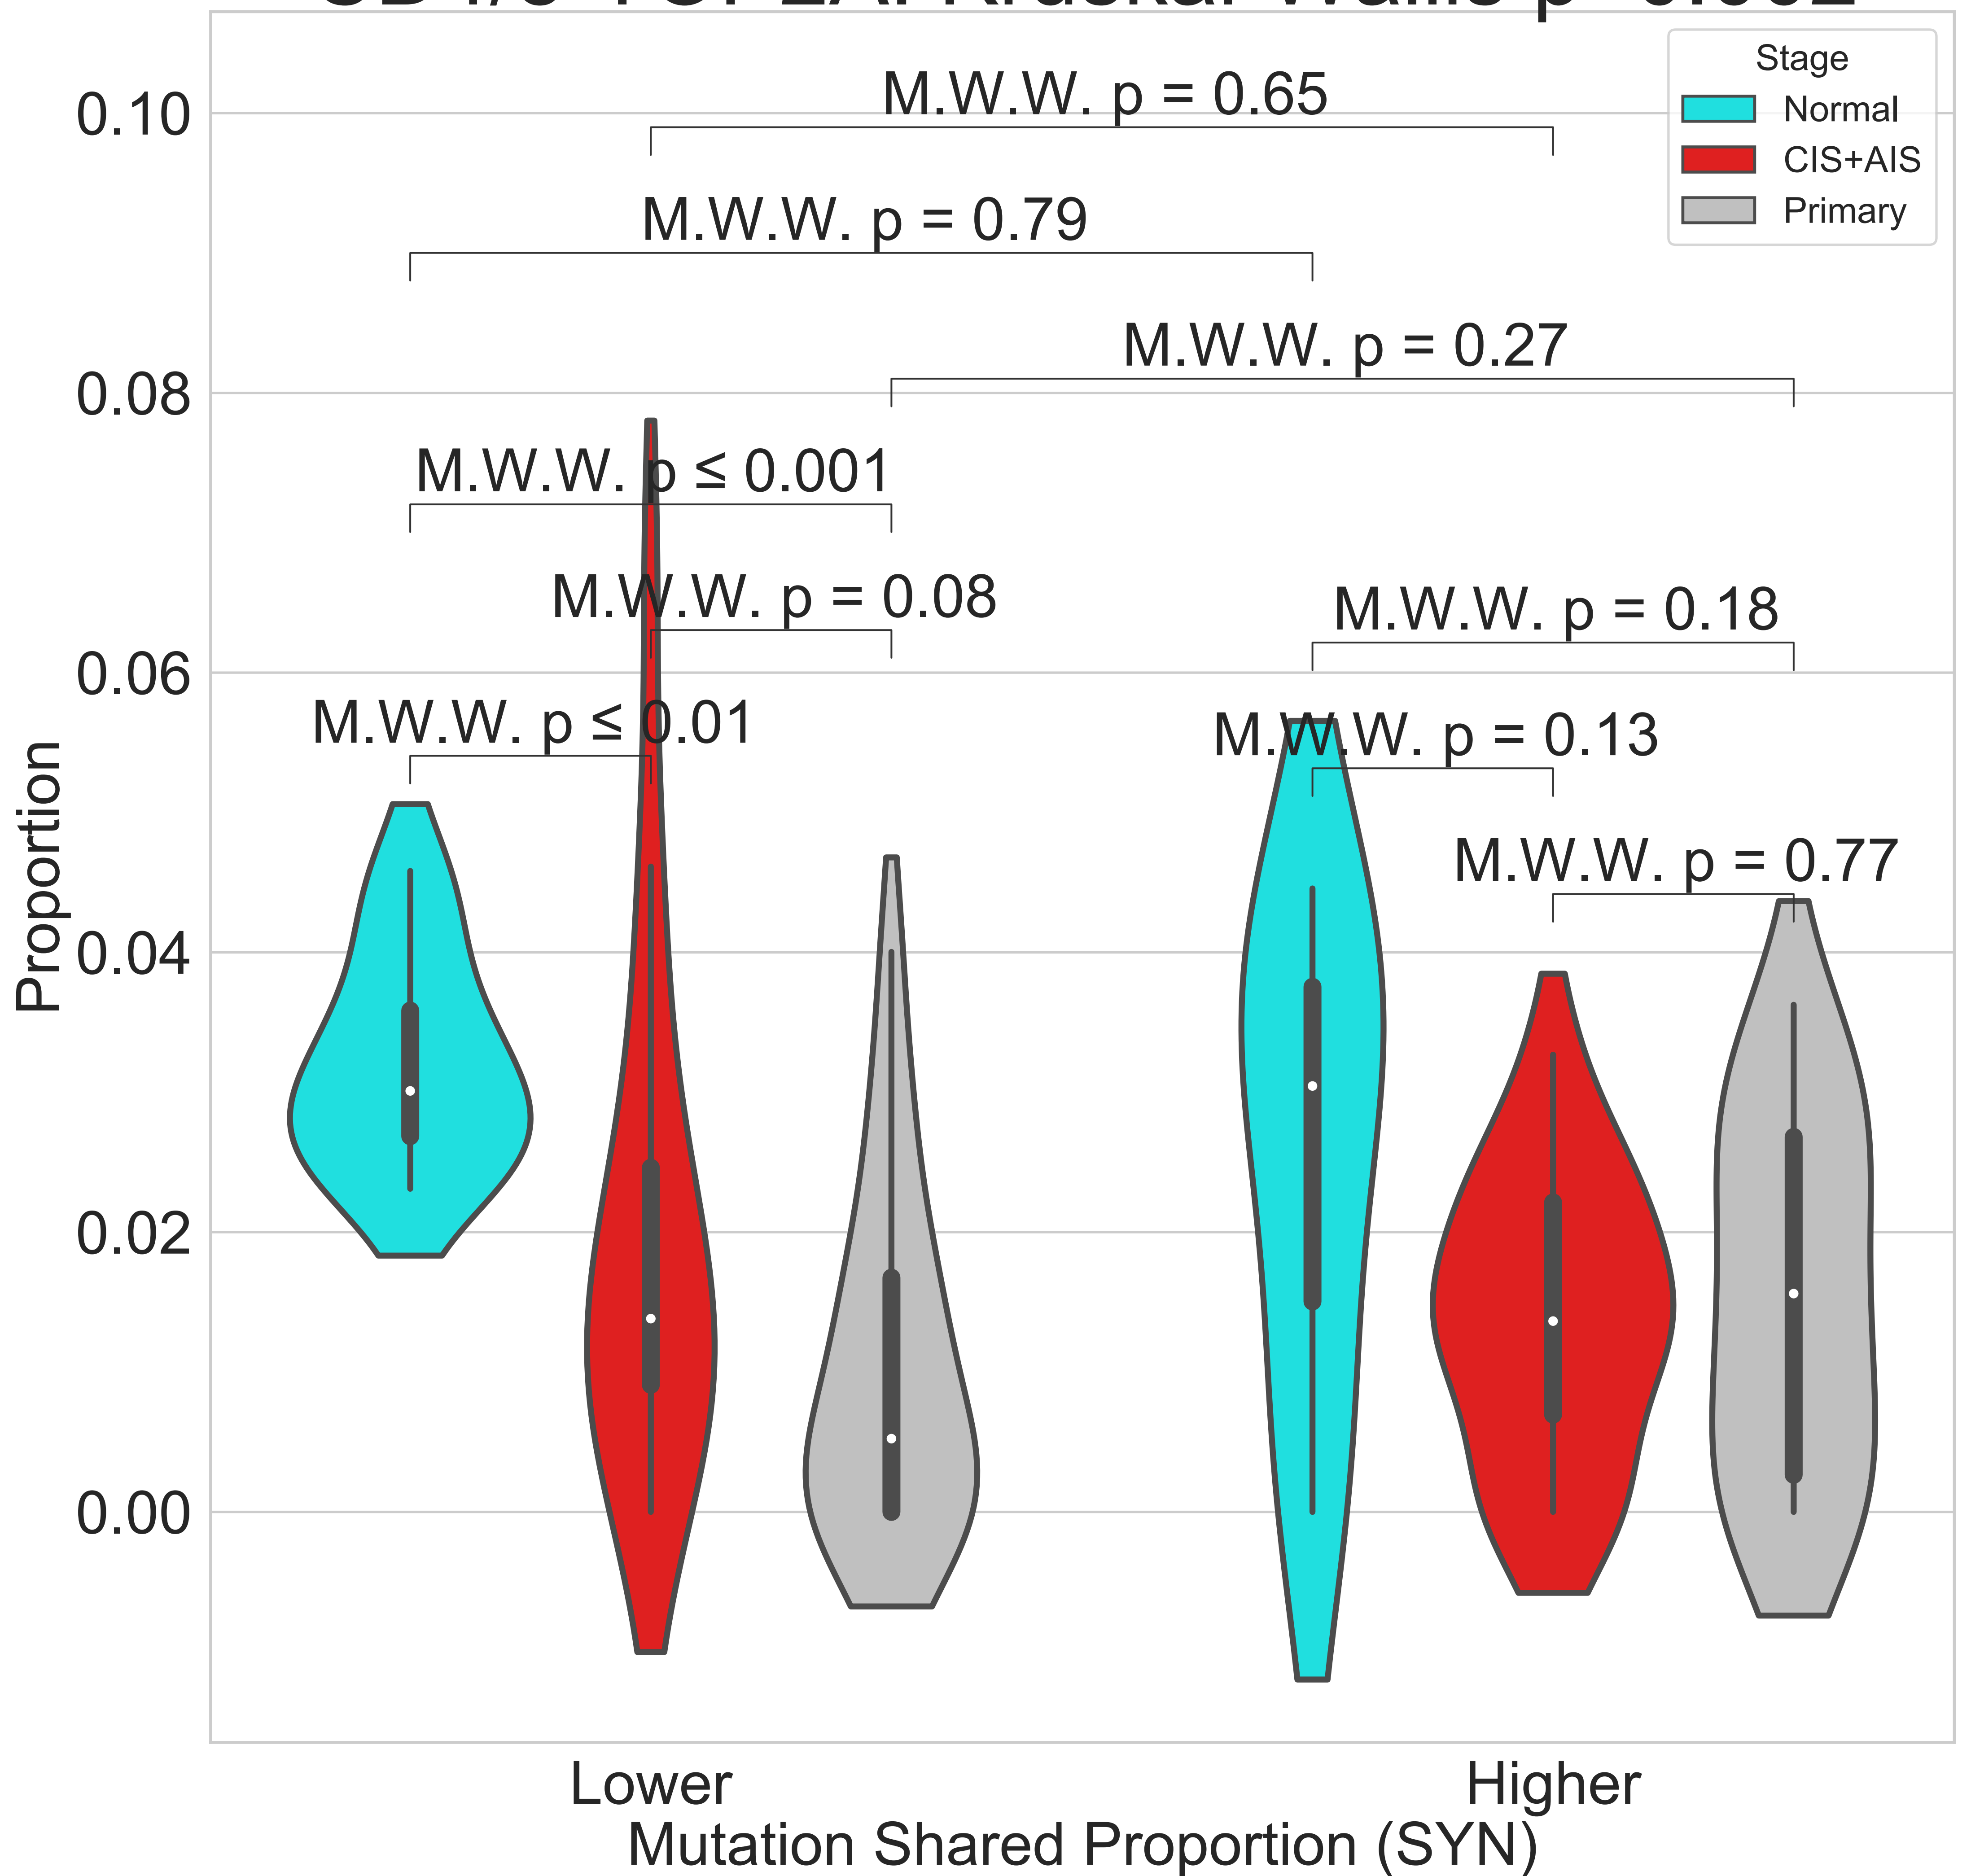 Stage
Normal
CIS+AIS
Primary
M.W.W. p = 0.65
M.W.W. p = 0.79
M.W.W. p = 0.27
M.W.W. p ≤ 0.001
M.W.W. p = 0.08
M.W.W. p = 0.18
M.W.W. p ≤ 0.01
M.W.W. p = 0.13
M.W.W. p = 0.77
0.10
0.08
0.06
0.04
0.02
0.00
Proportion
Lower
Higher
Mutation Shared Proportion (SYN)